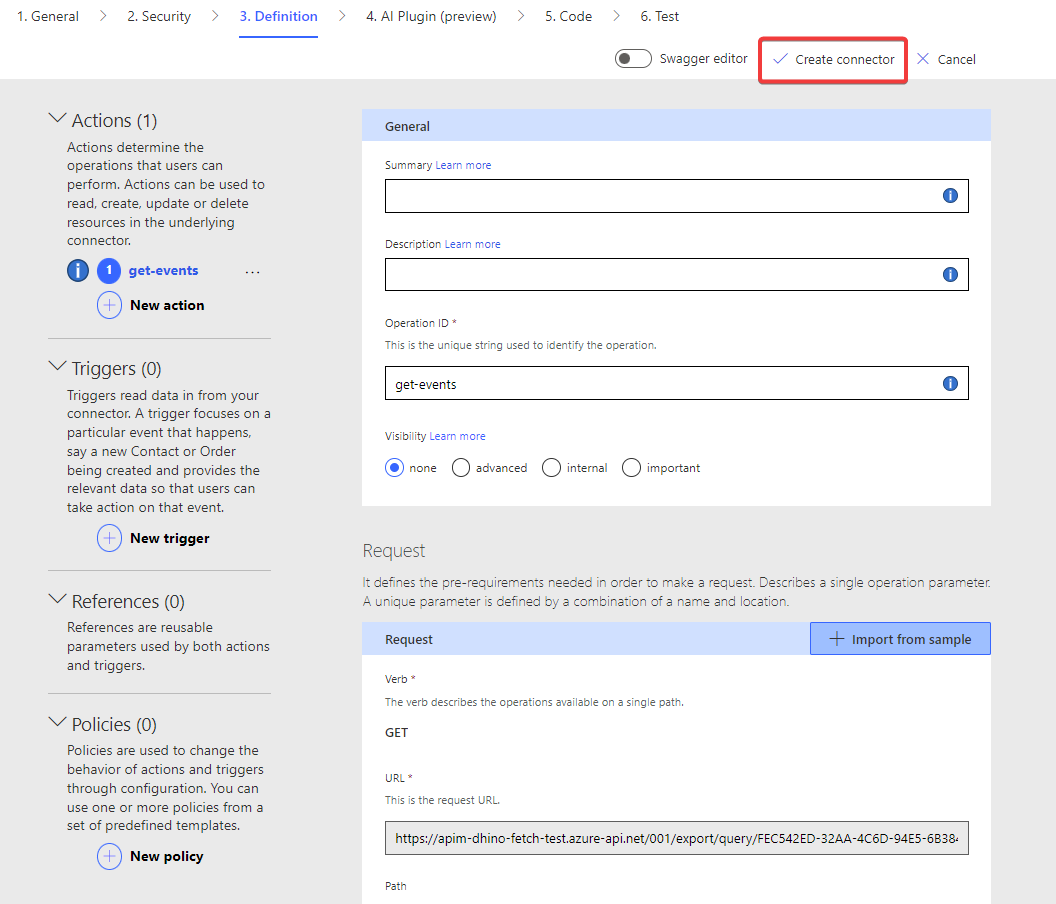 1. General
2. Security
3. Definition
4. AI Plugin (preview)
5. Code
6. Test
Swagger editor
Create connector
Cancel
Actions (1)
Actions determine the
operations that users can
perform. Actions can be used to
read, create, update or delete
resources in the underlying
connector.
1 get-events ...
New action
Triggers (0)
Triggers read data in from your
connector. A trigger focuses on a
particular event that happens,
say a new Contact or Order
being created and provides the
relevant data so that users can
take action on that event.
New trigger
References (0)
References are reusable
parameters used by both actions
and triggers.
Policies (0)
Policies are used to change the
behavior of actions and triggers
through configuration. You can
use one or more policies from a
set of predefined templates.
New policy
General
Summary Learn more
Description Learn more
Operation ID *
This is the unique string used to identify the operation.
get-events
Visibility Learn more
none
advanced
internal
important
Request
It defines the pre-requirements needed in order to make a request. Describes a single operation parameter.
A unique parameter is defined by a combination of a name and location.
Request
Import from sample
Verb *
The verb describes the operations available on a single path.
GET
URL *
This is the request URL.
https://apim-dhino-fetch-test.azure-api.net/001/export/query/FEC542ED-32AA-4C6D-94E5-6B38
Path